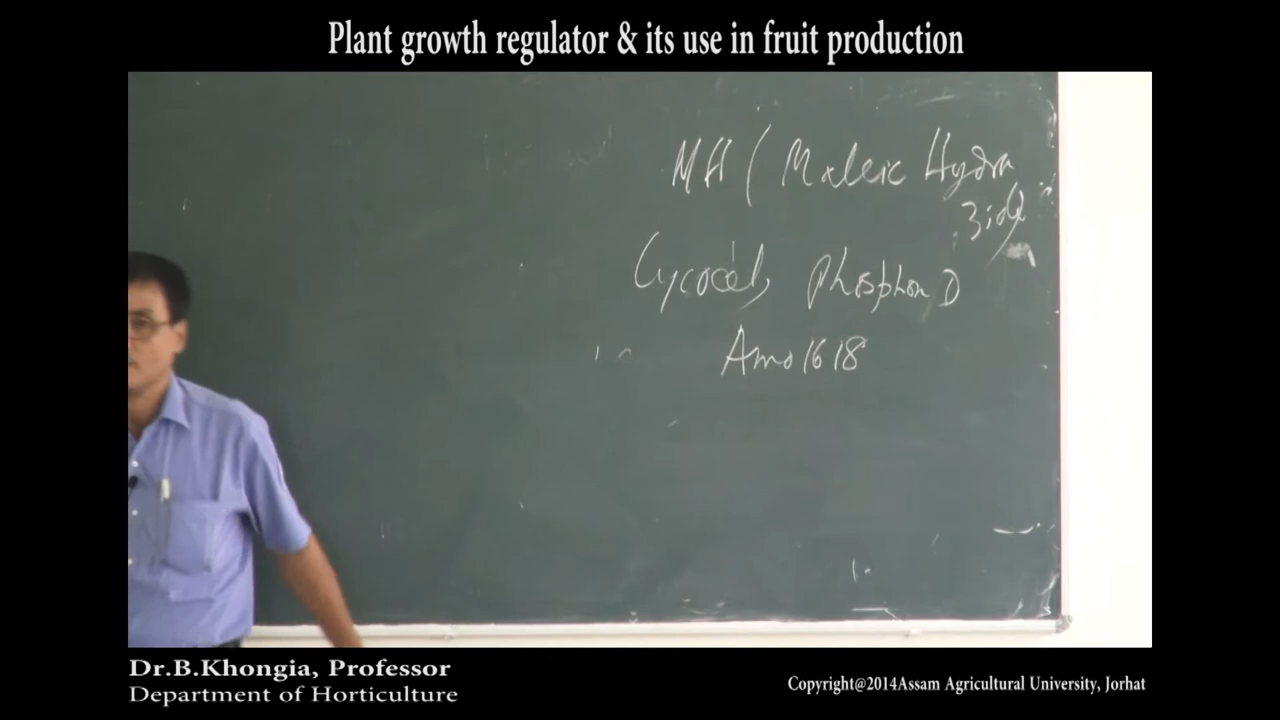 Plant growth regulator & its use in fruit production
MH (Maleic Hydra
zide
Cycocel, Phosphon D
Amo 1618
Dr.B.Khongia, Professor
Department of Horticulture
Copyright@2014Assam Agricultural University, Jorhat